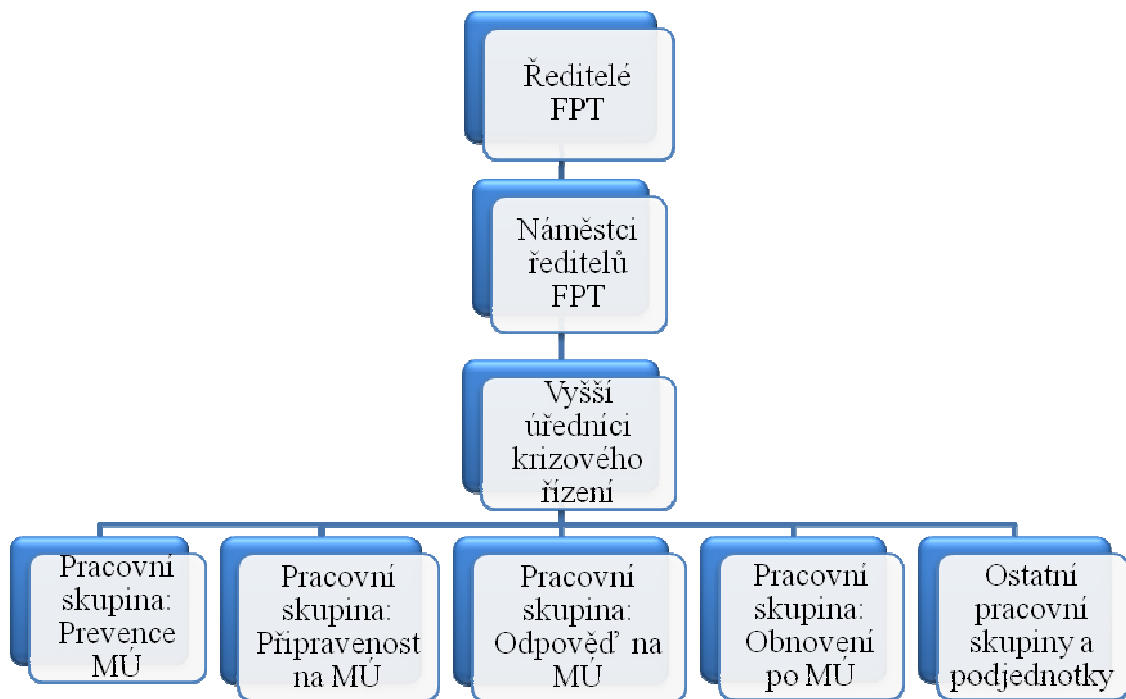 Ředitelé
FPT
Náměstci
ředitelů
FPT
Vyšší
úředníci
krizového
řízení
Pracovní
skupina:
Prevence
MÚ
Pracovní
skupina:
Připravenost
na MÚ
Pracovní
skupina:
Odpověď na
MÚ
Pracovní
skupina:
Obnovení
po MÚ
Ostatní
pracovní
skupiny a
podjednotky